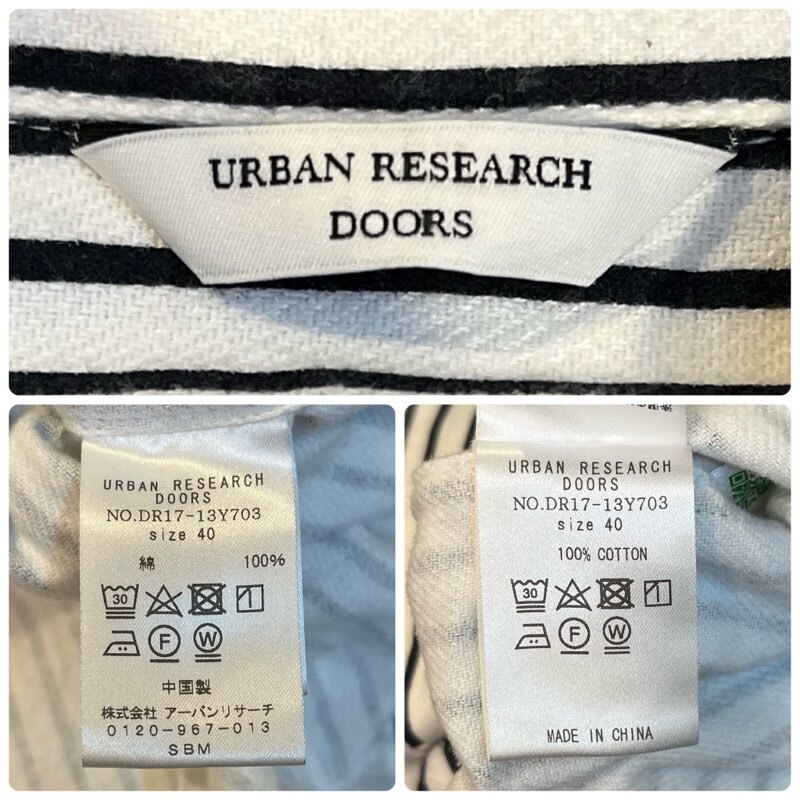 URBAN RESEARCH
DOORS
URBAN RESEARCH
DOORS
NO.DR17-13Y703
size 40
綿 100%
30
F W
中国製
株式会社 アーバンリサーチ
0120-967-013
SBM
URBAN RESEARCH
DOORS
NO.DR17-13Y703
size 40
100% COTTON
30
F W
MADE IN CHINA